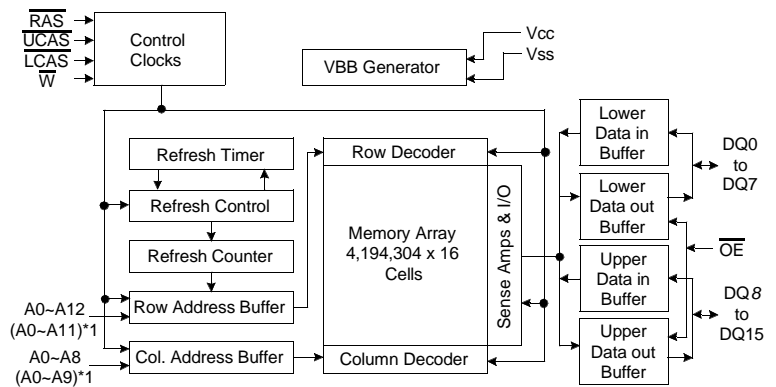 RAS
UCAS
LCAS
W
Control
Clocks
VBB Generator
Vcc
Vss
Refresh Timer
Refresh Control
Refresh Counter
Row Address Buffer
Col. Address Buffer
A0~A12
(A0~A11)*1
A0~A8
(A0~A9)*1
Row Decoder
Memory Array
4,194,304 x 16
Cells
Column Decoder
Sense Amps & I/O
Lower
Data in
Buffer
Lower
Data out
Buffer
Upper
Data in
Buffer
Upper
Data out
Buffer
DQ0
to
DQ7
OE
DQ8
to
DQ15